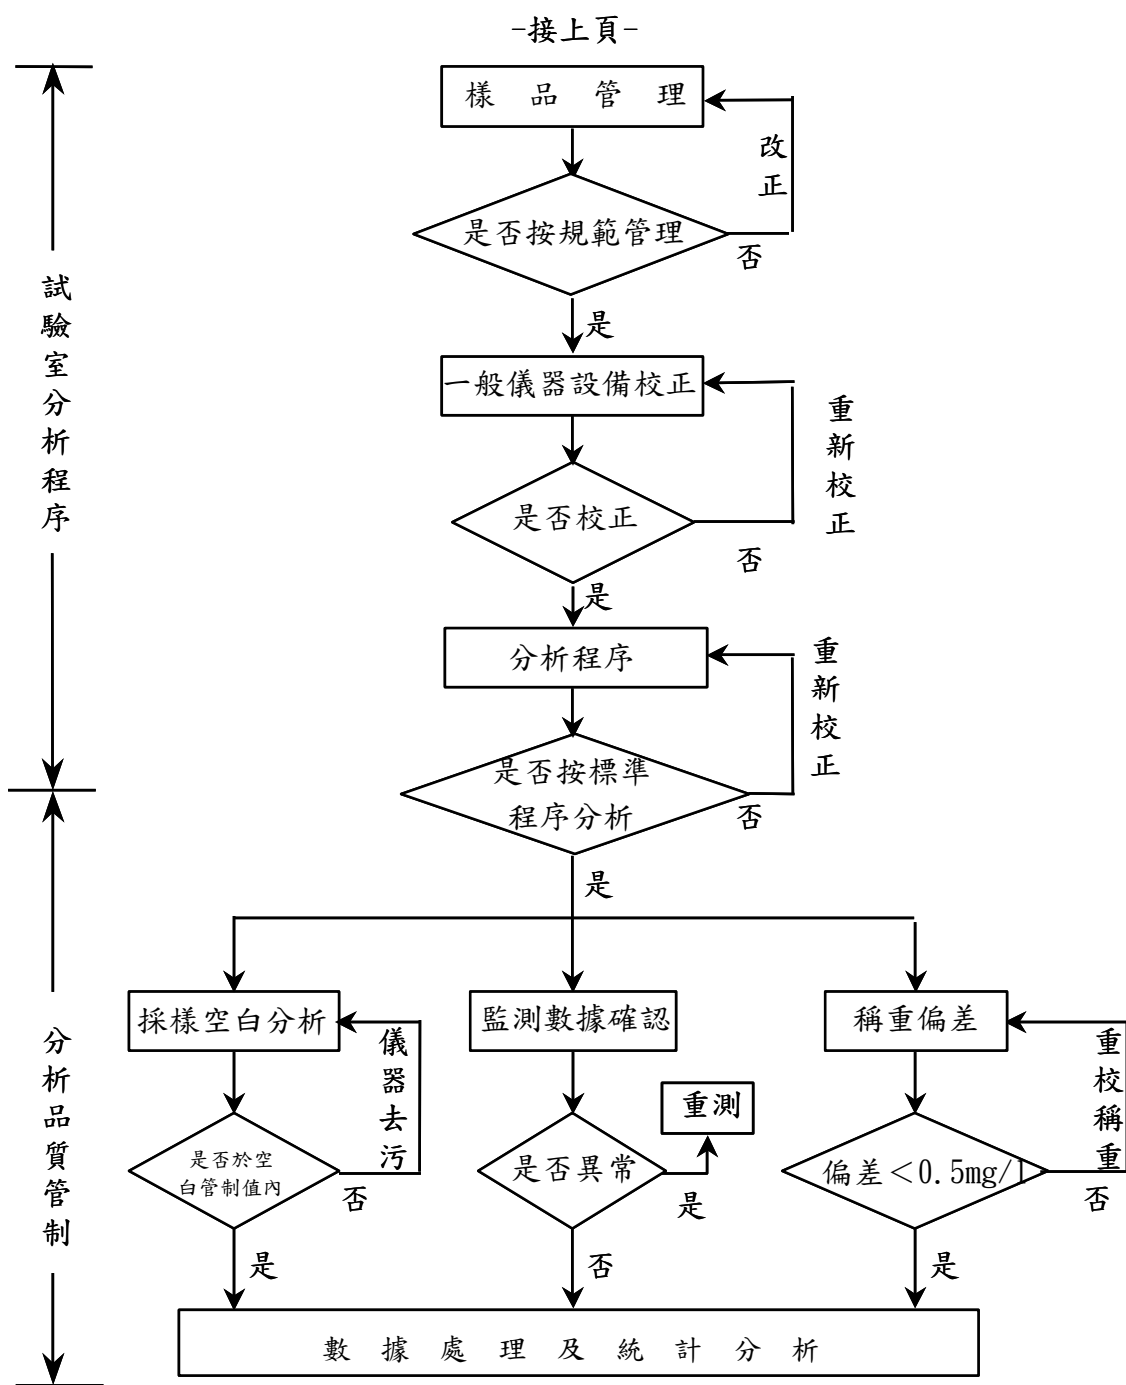 -接上頁-
樣品管理
改正
是否按規範管理
否
是
試驗室分析程序
一般儀器設備校正
重新校正
是否校正
否
是
分析程序
重新校正
是否按標準
程序分析
否
是
分析品質管制
採樣空白分析
儀器去污
監測數據確認
稱重偏差
重校稱重
重測
是否於空
白管制值內
否
是否異常
是
偏差＜0.5mg/l
否
是
否
是
數據處理及統計分析